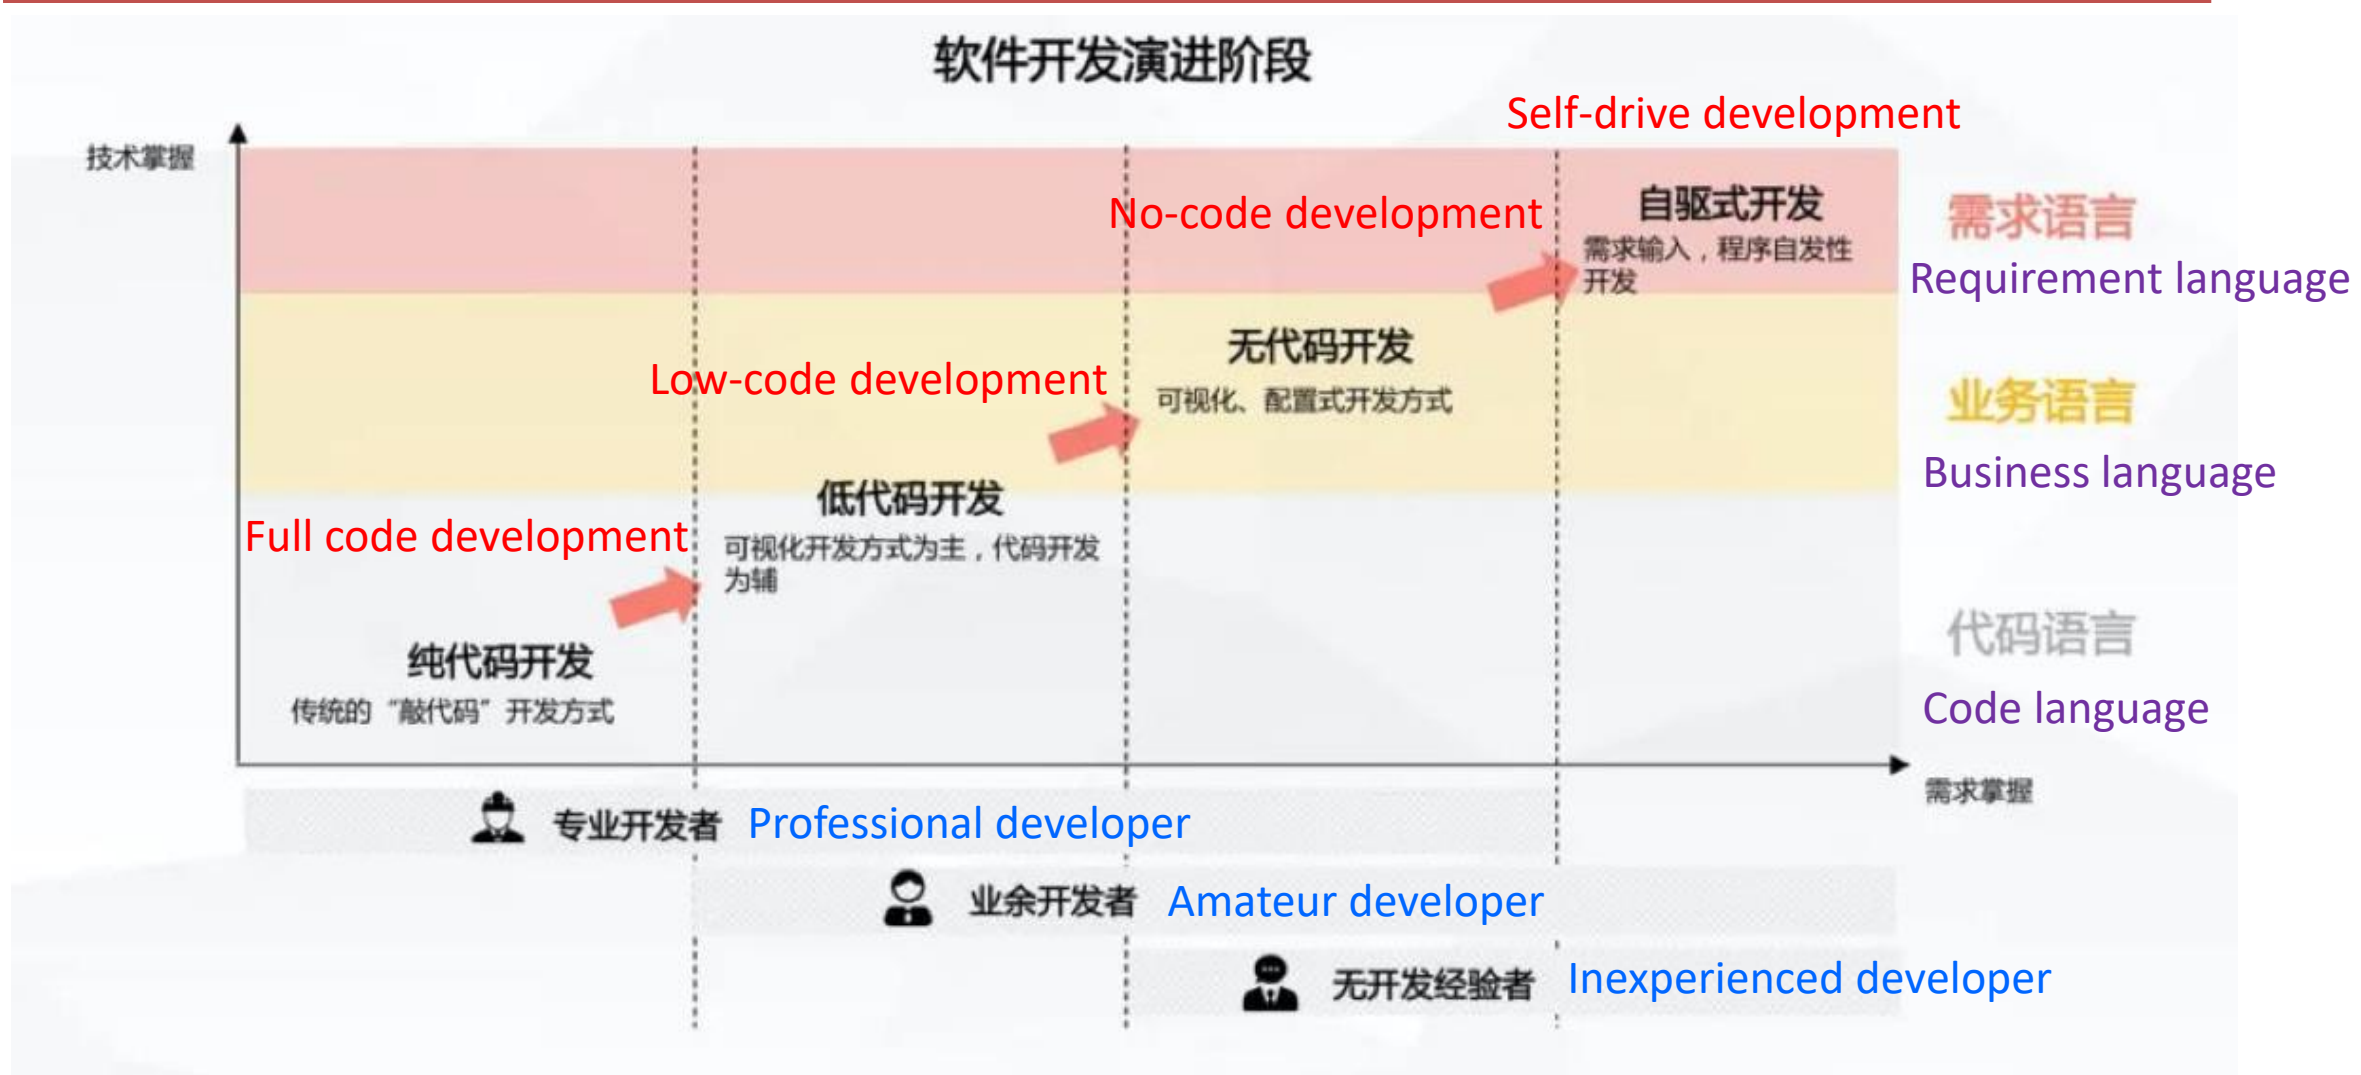 软件开发演进阶段
Self-drive development
技术掌握
No-code development
自驱式开发
需求输入，程序自发性
开发
需求语言
Requirement language
Low-code development
无代码开发
可视化、配置式开发方式
业务语言
Business language
Full code development
低代码开发
可视化开发方式为主，代码开发
为辅
纯代码开发
传统的“敲代码”开发方式
代码语言
Code language
需求掌握
专业开发者 Professional developer
业余开发者 Amateur developer
无开发经验者 Inexperienced developer